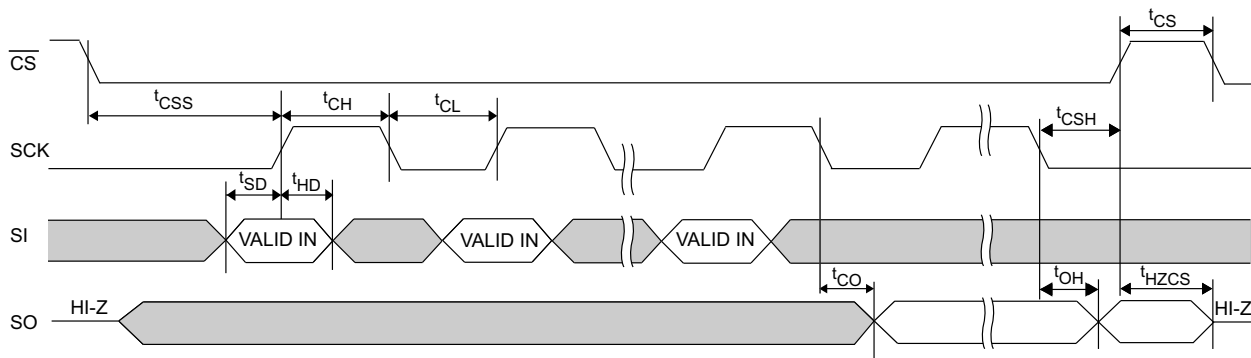 tCS
CS
tCSS
tCH
tCL
tCSH
SCK
tSD
tHD
SI
VALID IN
VALID IN
VALID IN
tCO
tOH
tHZCS
SO
HI-Z
HI-Z